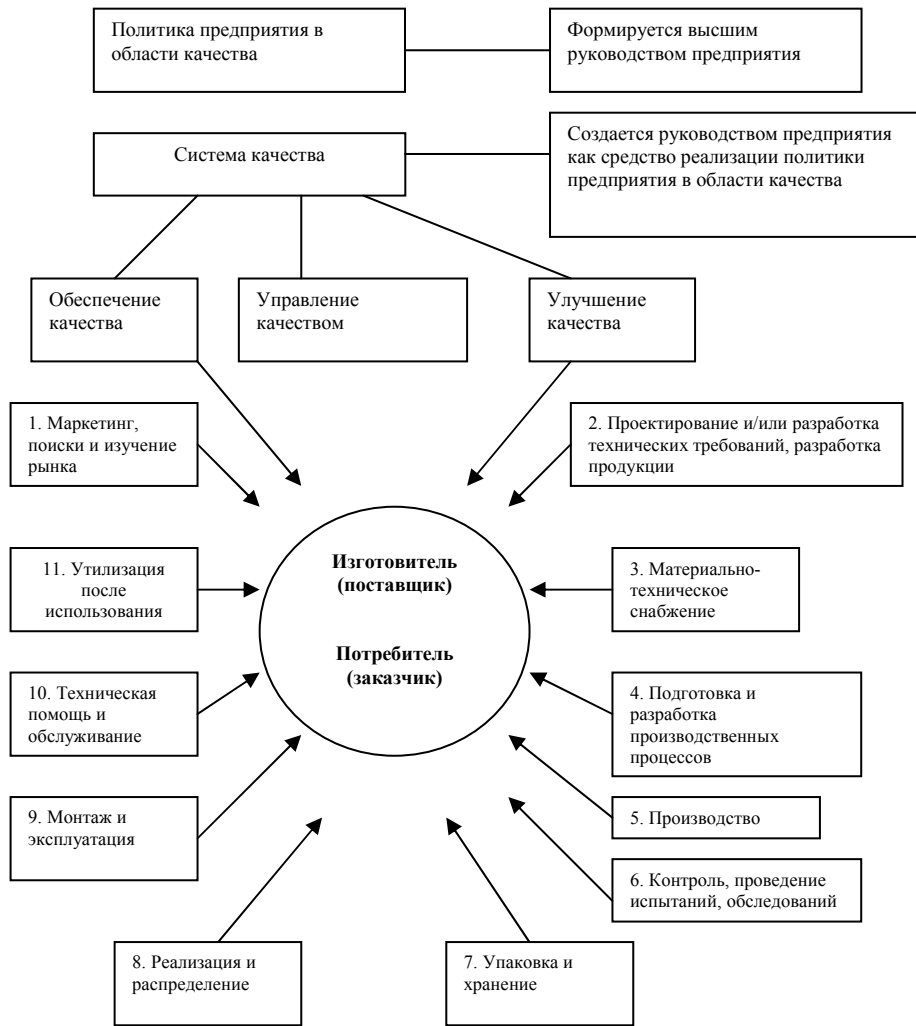 Политика предприятия в
области качества
Формируется высшим
руководством предприятия
Система качества
Создается руководством предприятия
как средство реализации политики
предприятия в области качества
Обеспечение
качества
Управление
качеством
Улучшение
качества
1. Маркетинг,
поиски и изучение
рынка
2. Проектирование и/или разработка
технических требований, разработка
продукции
Изготовитель
(поставщик)
Потребитель
(заказчик)
11. Утилизация
после
использования
3. Материально-
техническое
снабжение
10. Техническая
помощь и
обслуживание
4. Подготовка и
разработка
производственных
процессов
9. Монтаж и
эксплуатация
5. Производство
6. Контроль, проведение
испытаний, обследований
8. Реализация и
распределение
7. Упаковка и
хранение